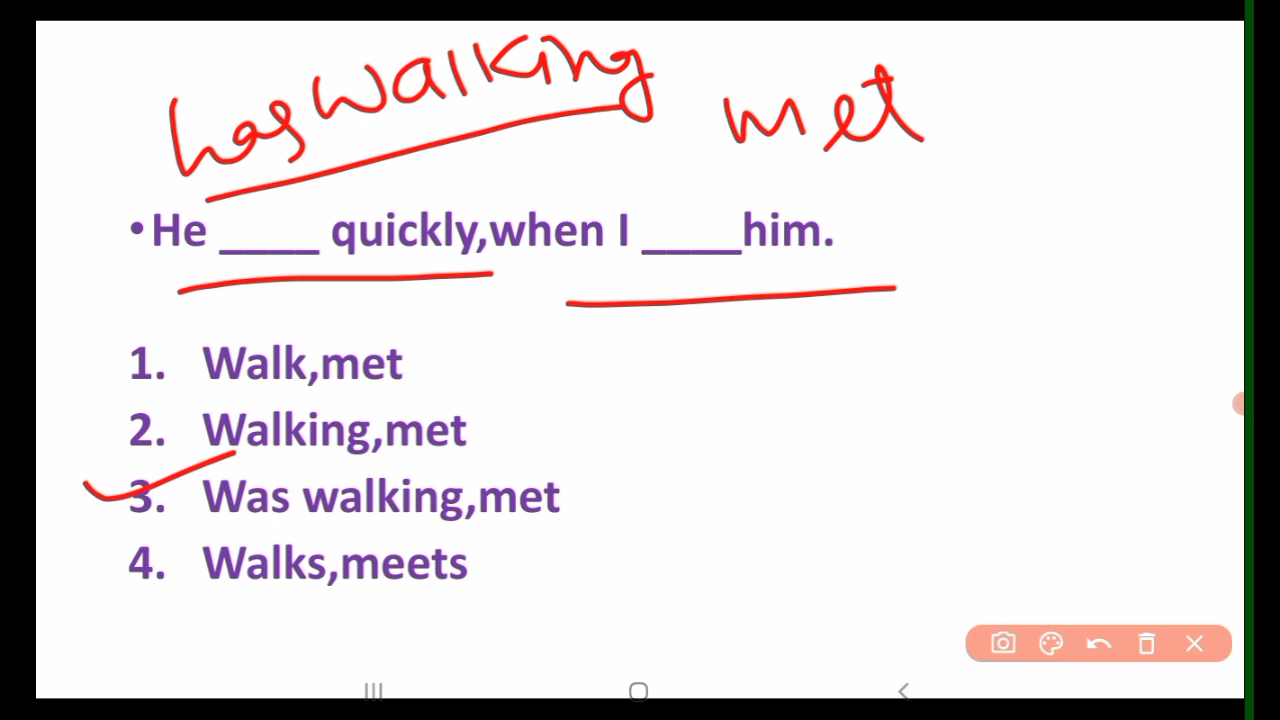 has walking met
• He ____ quickly,when I ____him.
1. Walk,met
2. Walking,met
3. Was walking,met
4. Walks,meets